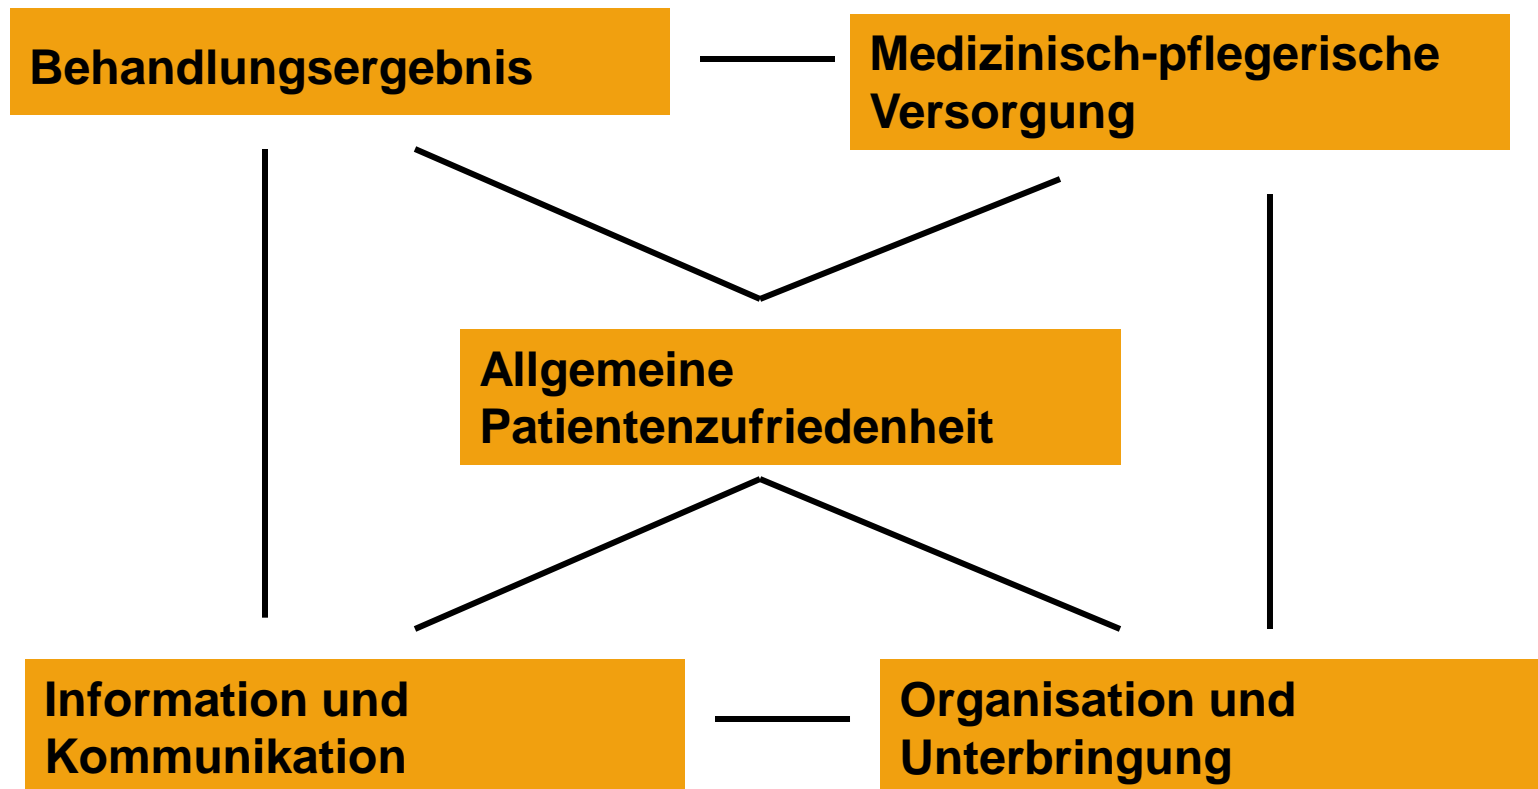 Behandlungsergebnis
Medizinisch-pflegerische
Versorgung
Allgemeine
Patientenzufriedenheit
Information und
Kommunikation
Organisation und
Unterbringung